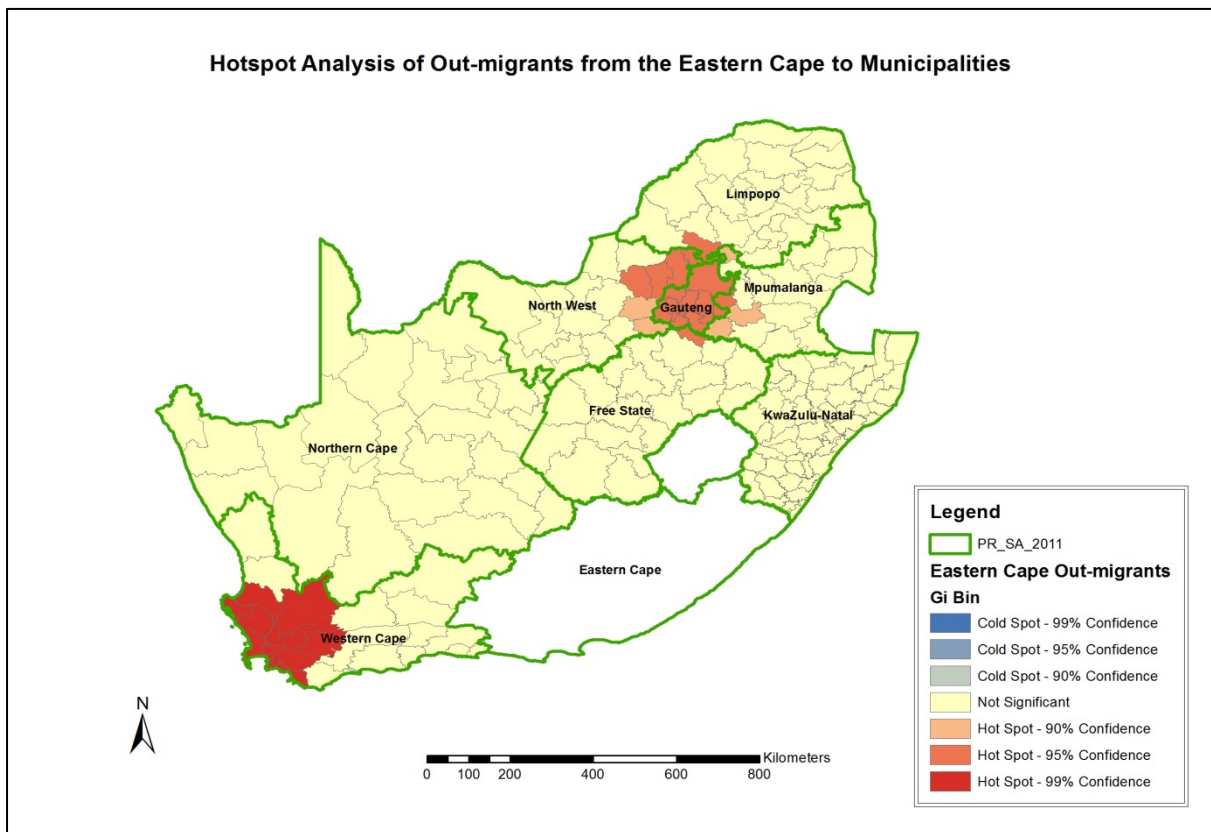 Hotspot Analysis of Out-migrants from the Eastern Cape to Municipalities
Limpopo
Mpumalanga
North West
Gauteng
Free State
KwaZulu-Natal
Northern Cape
Eastern Cape
Western Cape
N
Kilometers
0 100 200 400 600 800
Legend
PR_SA_2011
Eastern Cape Out-migrants
Gi Bin
Cold Spot - 99% Confidence
Cold Spot - 95% Confidence
Cold Spot - 90% Confidence
Not Significant
Hot Spot - 90% Confidence
Hot Spot - 95% Confidence
Hot Spot - 99% Confidence